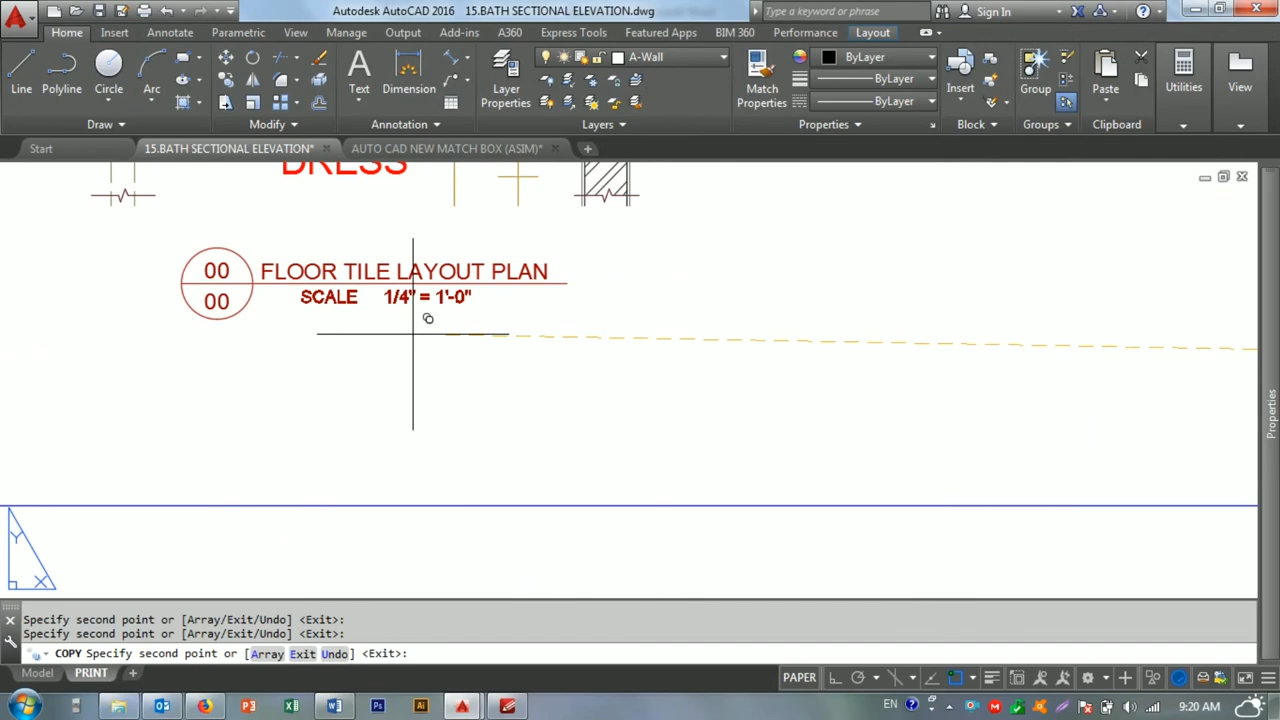 Autodesk AutoCAD 2016 15.BATH SECTIONAL ELEVATION.dwg
Type a keyword or phrase
Sign In
Home Insert Annotate Parametric View Manage Output Add-ins A360 Express Tools Featured Apps BIM 360 Performance Layout
A-Wall
ByLayer
ByLayer
ByLayer
Line Polyline Circle Arc Text Dimension Layer Properties Match Properties Insert Group Paste Utilities View
Draw Modify Annotation Layers Properties Block Groups Clipboard
Start 15.BATH SECTIONAL ELEVATION* AUTO CAD NEW MATCH BOX (ASIM)*
DRESS
00 FLOOR TILE LAYOUT PLAN
00 SCALE 1/4" = 1'-0"
Y
X
Properties
Specify second point or [Array/Exit/Undo] <Exit>:
Specify second point or [Array/Exit/Undo] <Exit>:
COPY Specify second point or [Array Exit Undo] <Exit>:
Model PRINT
PAPER
Ps Ai EN 9:20 AM